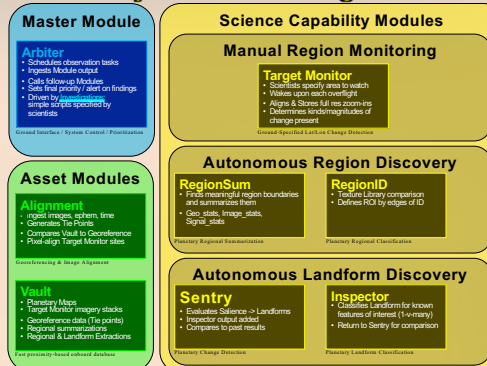 Master Module
Arbiter
• Schedules observation tasks
• Ingests Module output
• Calls follow-up Modules
• Sets final priority / alert on findings
• Driven by Investigations:
simple scripts specified by
scientists
Ground Interface / System Control / Prioritization
Asset Modules
Alignment
• ingest images, ephem, time
• Generates Tie Points
• Compares Vault to Georeference
• Pixel-align Target Monitor sites
Georeferencing & Image Alignment
Vault
• Planetary Maps
• Target Monitor imagery stacks
• Georeference data (Tie points)
• Regional summarizations
• Regional & Landform Extractions
Fast proximity-based onboard database
Science Capability Modules
Manual Region Monitoring
Target Monitor
• Scientists specify area to watch
• Wakes upon each overflight
• Aligns & Stores full res zoom-ins
• Determines kinds/magnitudes of
change present
Ground-Specified Lat/Lon Change Detection
Autonomous Region Discovery
RegionSum
• Finds meaningful region boundaries
and summarizes them
• Geo_stats, Image_stats,
Signal_stats
Planetary Regional Summarization
RegionID
• Texture Library comparison
• Defines ROI by edges of ID
Planetary Regional Classification
Autonomous Landform Discovery
Sentry
• Evaluates Salience -> Landforms
• Inspector output added
• Compares to past results
Planetary Change Detection
Inspector
• Classifies Landform for known
features of interest (1-v-many)
• Return to Sentry for comparison
Planetary Landform Classification